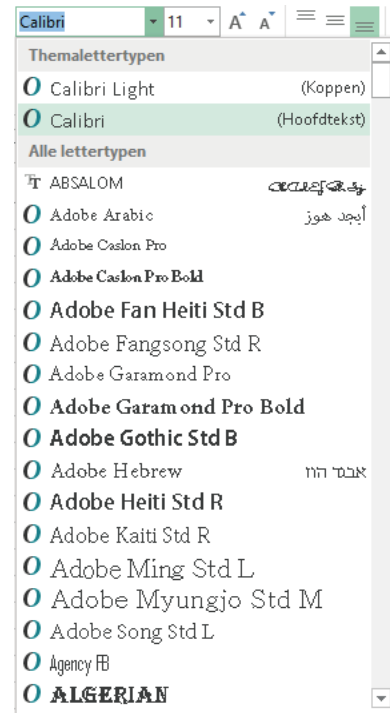 Calibri 11 A A
Themalettertypen
Calibri Light (Koppen)
Calibri (Hoofdtekst)
Alle lettertypen
ABSALOM
Adobe Arabic أبجد هوز
Adobe Caslon Pro
Adobe Caslon Pro Bold
Adobe Fan Heiti Std B
Adobe Fangsong Std R
Adobe Garamond Pro
Adobe Garamond Pro Bold
Adobe Gothic Std B
Adobe Hebrew אבגד הוז
Adobe Heiti Std R
Adobe Kaiti Std R
Adobe Ming Std L
Adobe Myungjo Std M
Adobe Song Std L
Agency FB
ALGERIAN